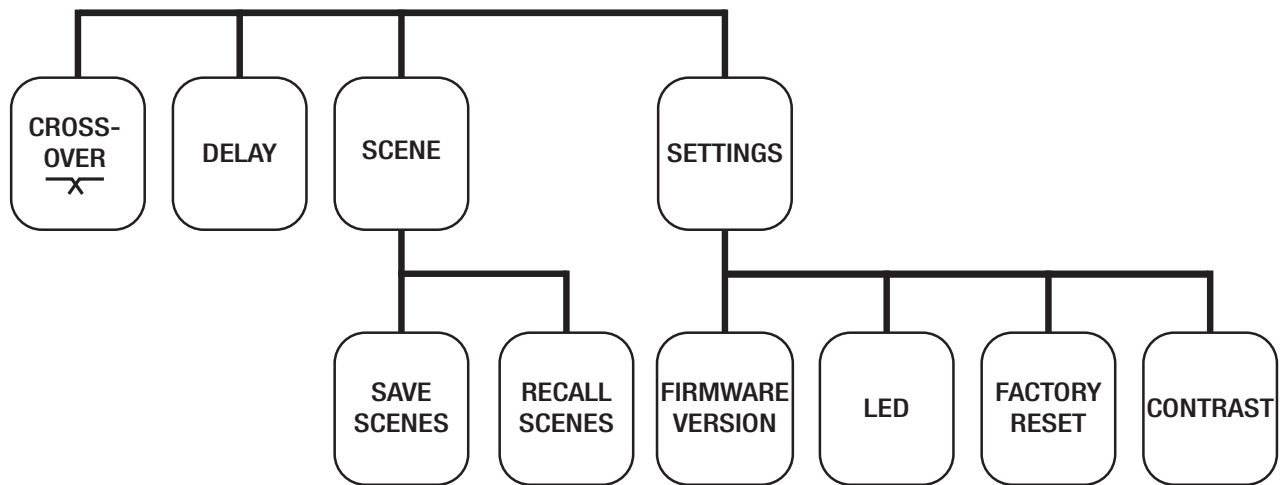 CROSS-
OVER
DELAY
SCENE
SETTINGS
SAVE
SCENES
RECALL
SCENES
FIRMWARE
VERSION
LED
FACTORY
RESET
CONTRAST